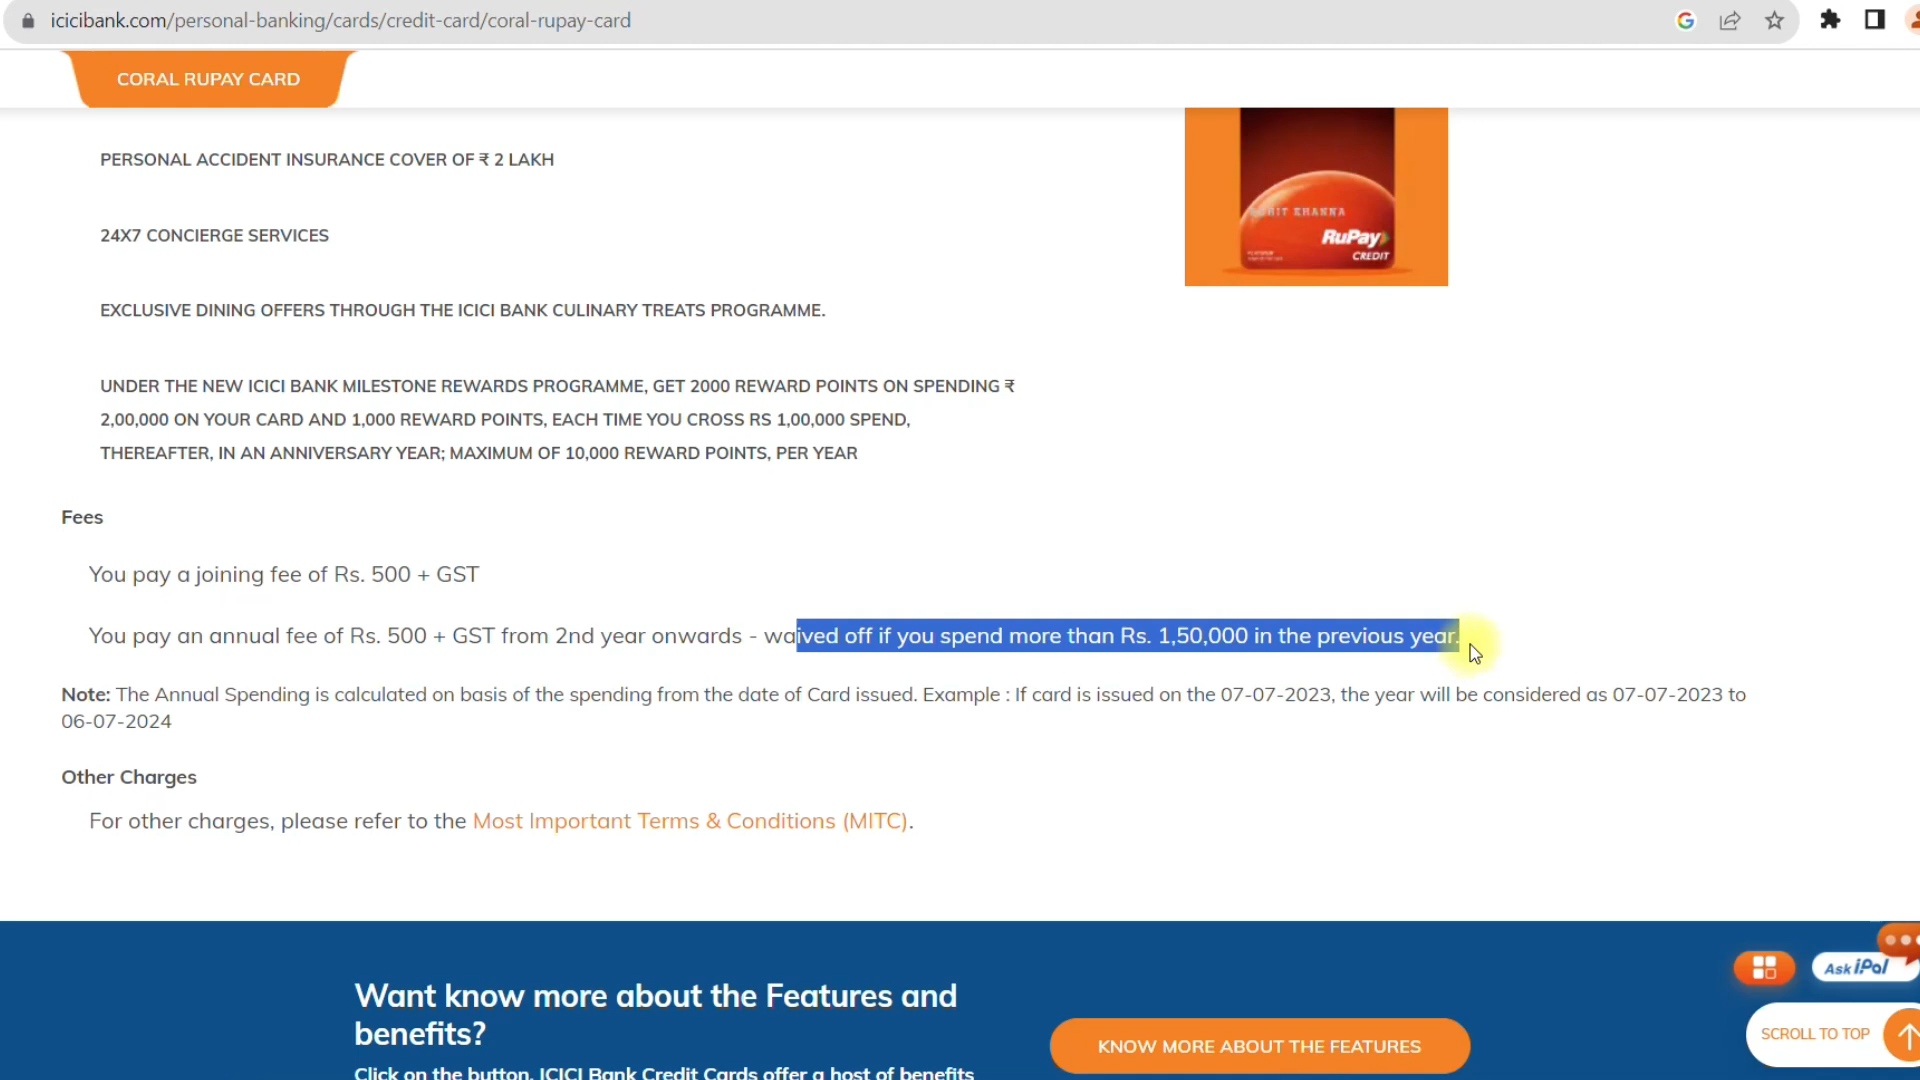 icicibank.com/personal-banking/cards/credit-card/coral-rupay-card
CORAL RUPAY CARD
PERSONAL ACCIDENT INSURANCE COVER OF ₹ 2 LAKH
24X7 CONCIERGE SERVICES
EXCLUSIVE DINING OFFERS THROUGH THE ICICI BANK CULINARY TREATS PROGRAMME.
UNDER THE NEW ICICI BANK MILESTONE REWARDS PROGRAMME, GET 2000 REWARD POINTS ON SPENDING ₹
2,00,000 ON YOUR CARD AND 1,000 REWARD POINTS, EACH TIME YOU CROSS RS 1,00,000 SPEND,
THEREAFTER, IN AN ANNIVERSARY YEAR; MAXIMUM OF 10,000 REWARD POINTS, PER YEAR
KHANNA
RuPay
CREDIT
Fees
You pay a joining fee of Rs. 500 + GST
You pay an annual fee of Rs. 500 + GST from 2nd year onwards - waived off if you spend more than Rs. 1,50,000 in the previous year.
Note: The Annual Spending is calculated on basis of the spending from the date of Card issued. Example : If card is issued on the 07-07-2023, the year will be considered as 07-07-2023 to
06-07-2024
Other Charges
For other charges, please refer to the Most Important Terms & Conditions (MITC).
Want know more about the Features and
benefits?
Click on the button. ICICI Bank Credit Cards offer a host of benefits
KNOW MORE ABOUT THE FEATURES
Ask iPal
SCROLL TO TOP